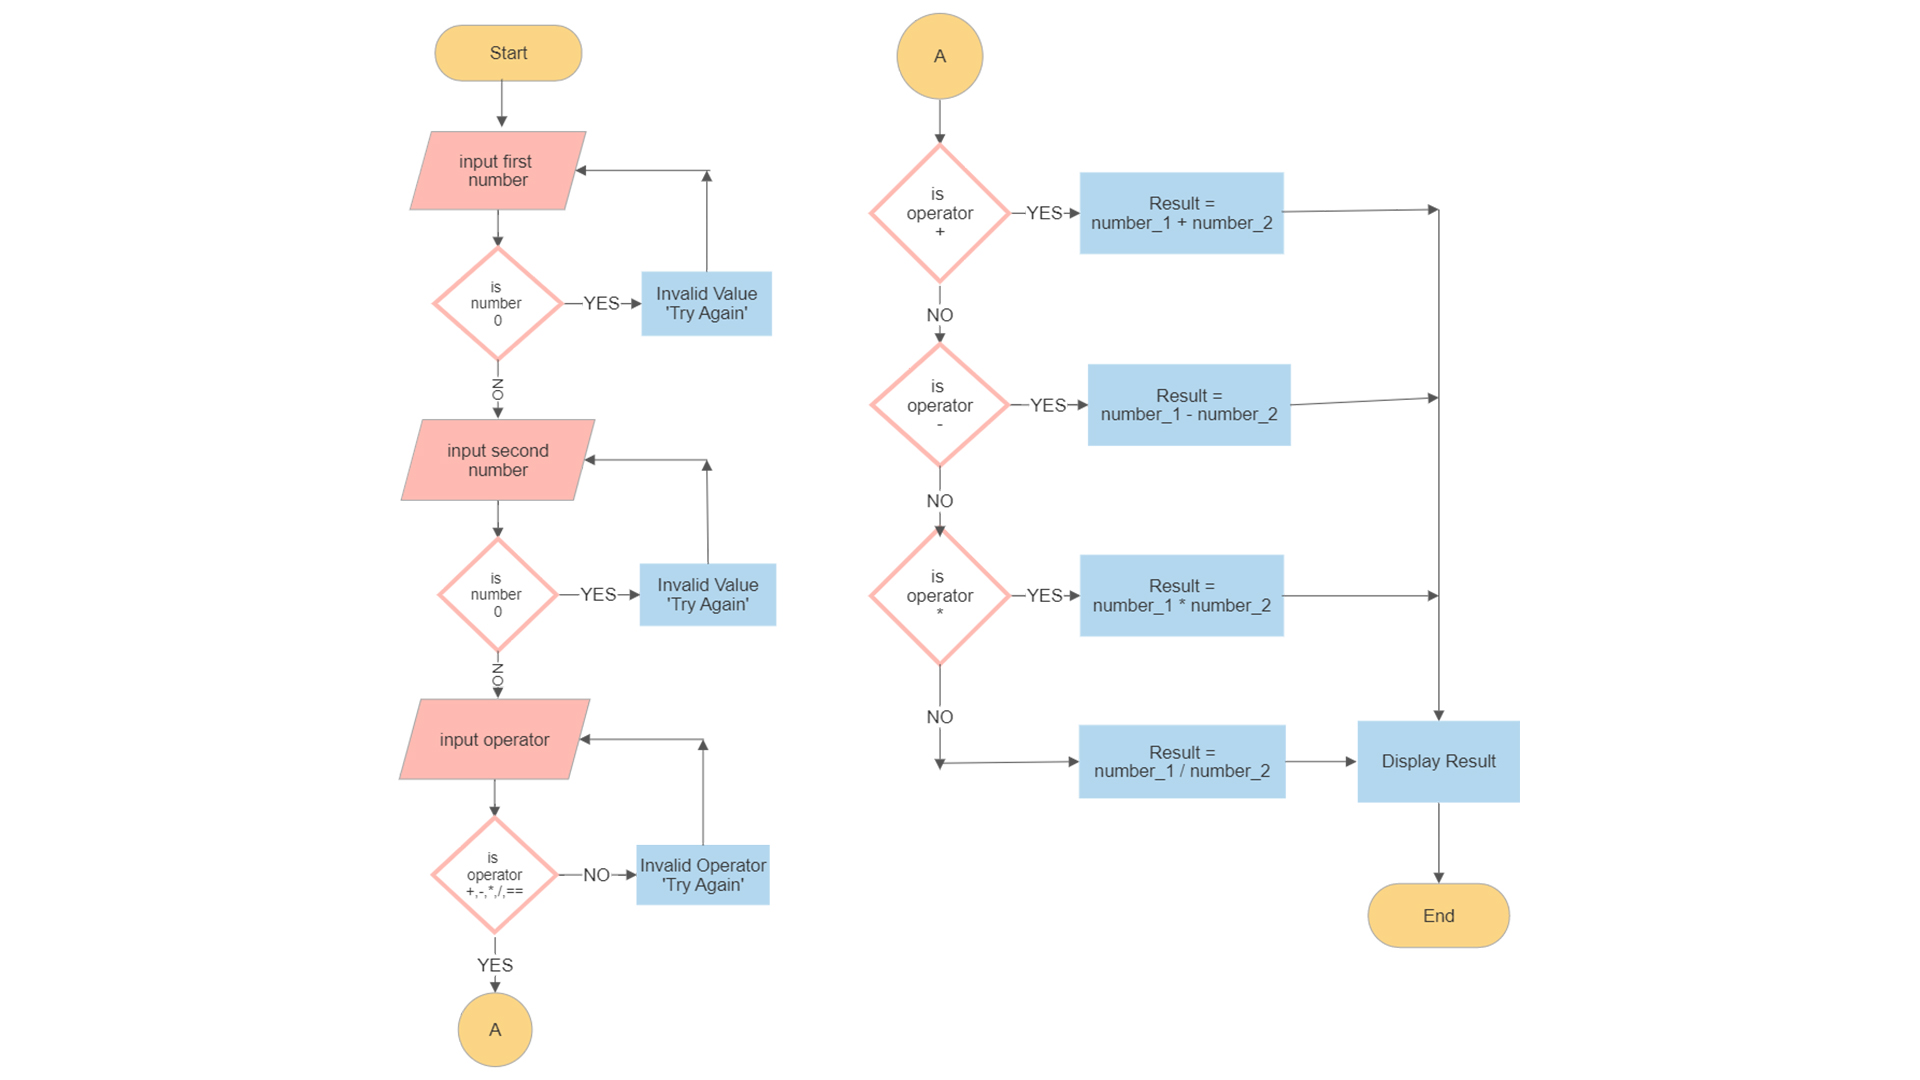 Start
input first
number
is
number
0
YES
Invalid Value
'Try Again'
NO
input second
number
is
number
0
YES
Invalid Value
'Try Again'
NO
input operator
is
operator
+,-,*,/,==
NO
Invalid Operator
'Try Again'
YES
A
A
is
operator
+
YES
Result =
number_1 + number_2
NO
is
operator
-
YES
Result =
number_1 - number_2
NO
is
operator
*
YES
Result =
number_1 * number_2
NO
Result =
number_1 / number_2
Display Result
End